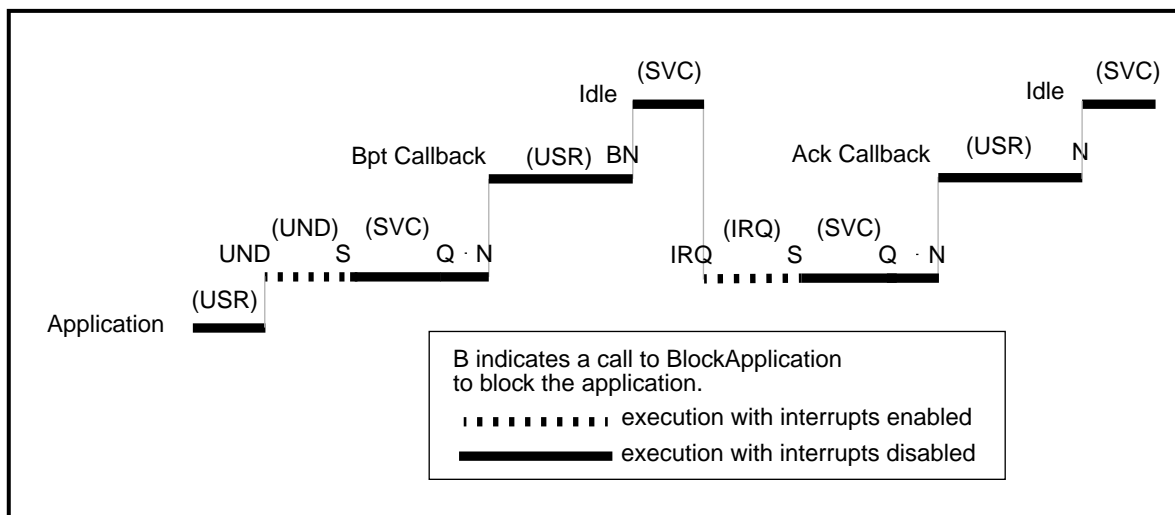 (SVC)
(SVC)
Idle
Idle
Bpt Callback
(USR)
BN
Ack Callback
(USR)
N
(UND)
(SVC)
(IRQ)
(SVC)
UND
S
Q · N
IRQ
S
Q · N
(USR)
Application
B indicates a call to BlockApplication
to block the application.
execution with interrupts enabled
execution with interrupts disabled